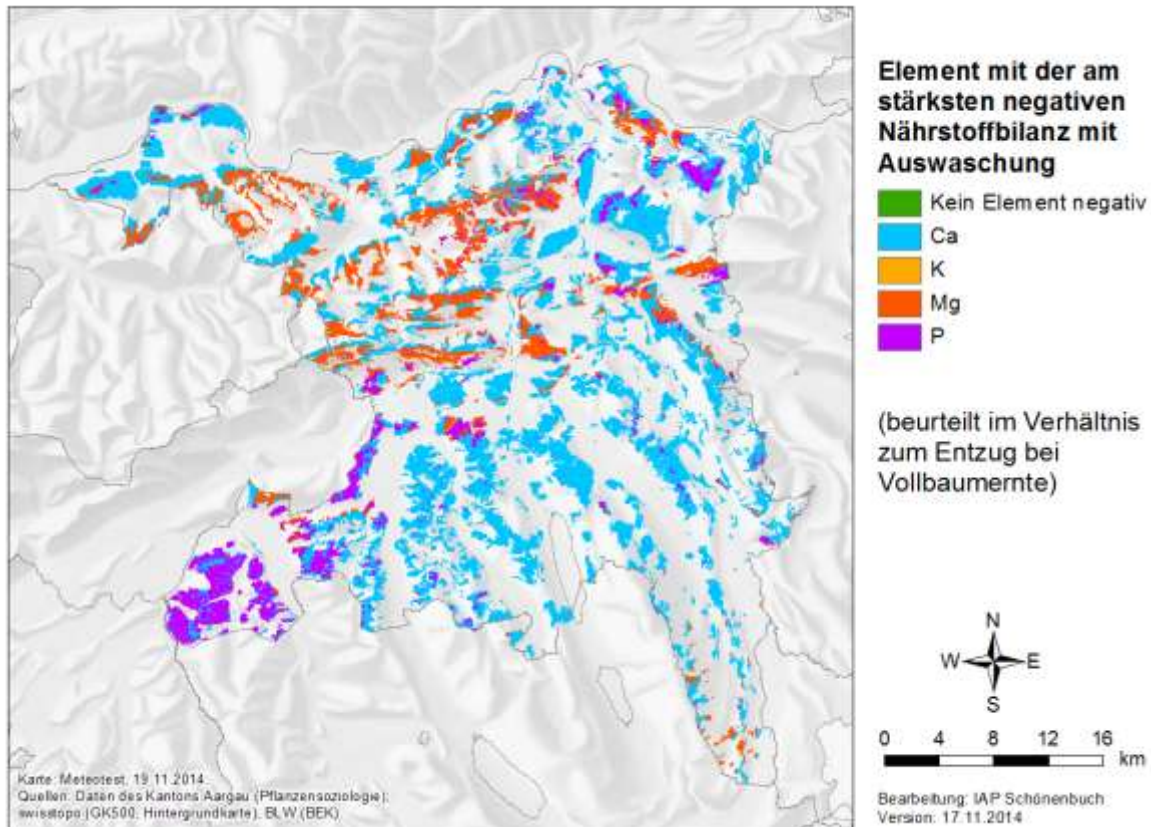 Element mit der am
stärksten negativen
Nährstoffbilanz mit
Auswaschung
Kein Element negativ
Ca
K
Mg
P
(beurteilt im Verhältnis
zum Entzug bei
Vollbaumernte)
N
W E
S
0 4 8 12 16
km
Bearbeitung: IAP Schönenbuch
Version: 17.11.2014
Karte: Meteotest, 19.11.2014
Quellen: Daten des Kantons Aargau (Pflanzensoziologie);
swisstopo (GK500, Hintergrundkarte), BLW (BEK)